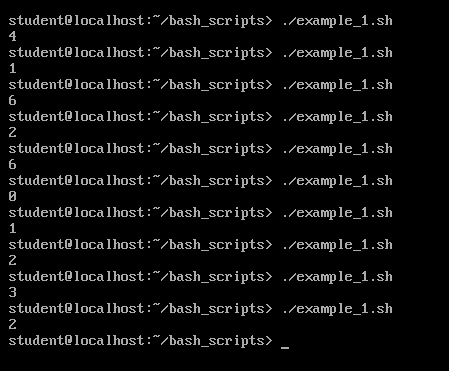 student@localhost:~/bash_scripts> ./example_1.sh
4
student@localhost:~/bash_scripts> ./example_1.sh
1
student@localhost:~/bash_scripts> ./example_1.sh
6
student@localhost:~/bash_scripts> ./example_1.sh
2
student@localhost:~/bash_scripts> ./example_1.sh
6
student@localhost:~/bash_scripts> ./example_1.sh
0
student@localhost:~/bash_scripts> ./example_1.sh
1
student@localhost:~/bash_scripts> ./example_1.sh
2
student@localhost:~/bash_scripts> ./example_1.sh
3
student@localhost:~/bash_scripts> ./example_1.sh
2
student@localhost:~/bash_scripts> _